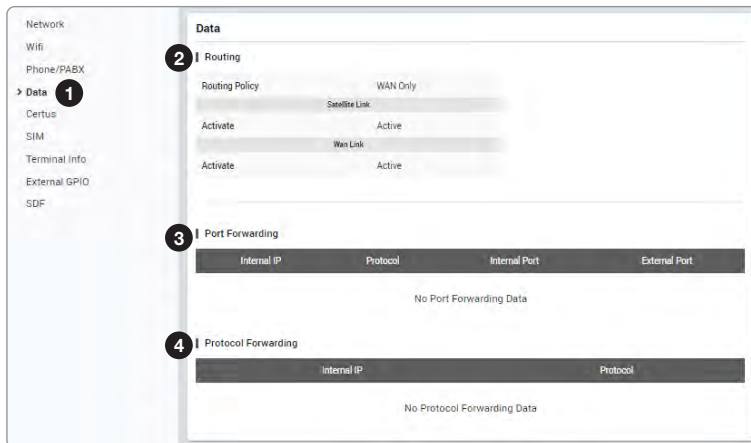 Network
Wifi
Phone/PABX
> Data 1
Certus
SIM
Terminal Info
External GPIO
SDF
Data
2 Routing
Routing Policy WAN Only
Satellite Link
Activate Active
Wan Link
Activate Active
3 Port Forwarding
Internal IP Protocol Internal Port External Port
No Port Forwarding Data
4 Protocol Forwarding
Internal IP Protocol
No Protocol Forwarding Data